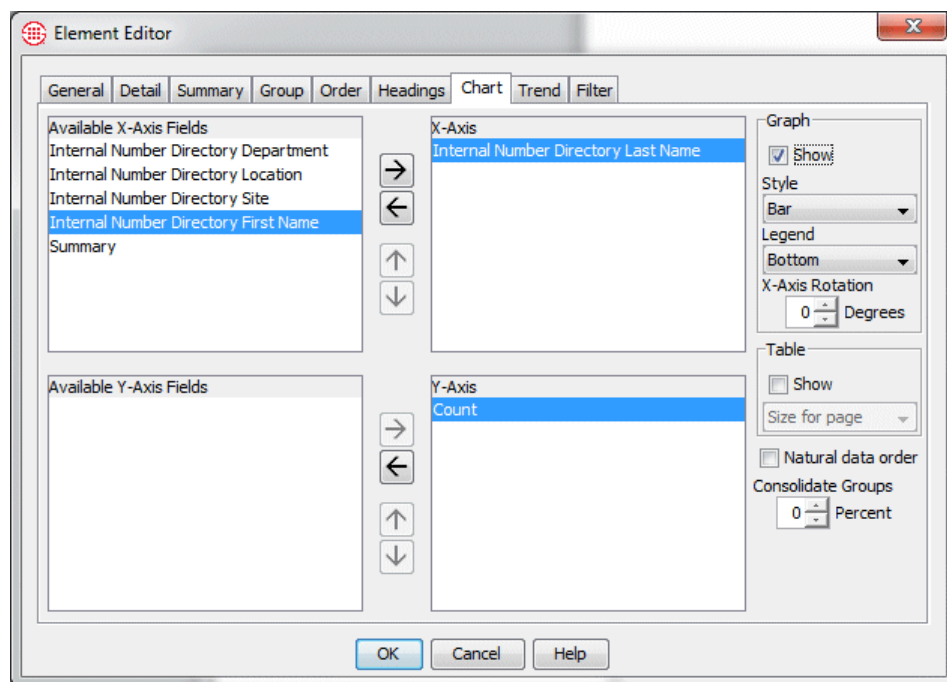 Element Editor
General Detail Summary Group Order Headings Chart Trend Filter
Available X-Axis Fields
Internal Number Directory Department
Internal Number Directory Location
Internal Number Directory Site
Internal Number Directory First Name
Summary
X-Axis
Internal Number Directory Last Name
Graph
Show
Style
Bar
Legend
Bottom
X-Axis Rotation
0 Degrees
Table
Show
Size for page
Natural data order
Consolidate Groups
0 Percent
Available Y-Axis Fields
Y-Axis
Count
OK Cancel Help